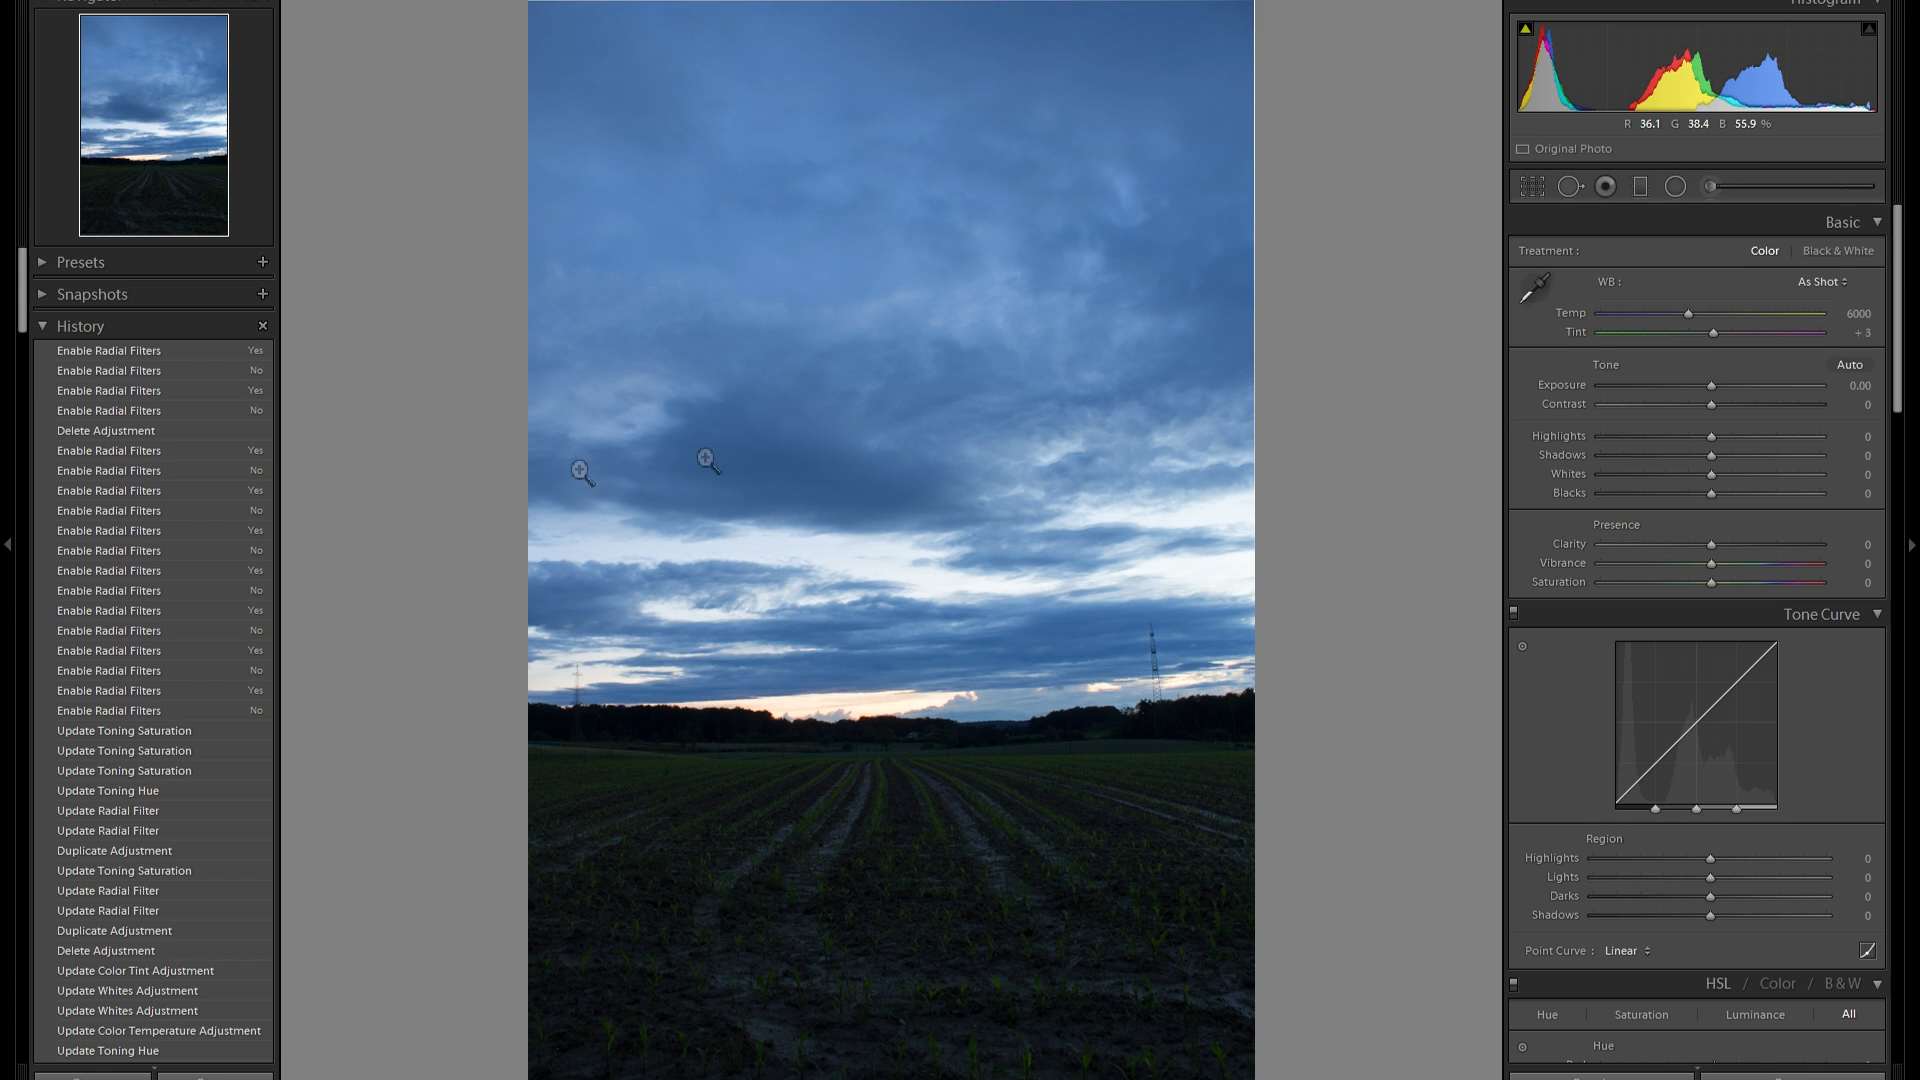 Navigator
Presets
Snapshots
History
Enable Radial Filters Yes
Enable Radial Filters No
Enable Radial Filters Yes
Enable Radial Filters No
Delete Adjustment
Enable Radial Filters Yes
Enable Radial Filters No
Enable Radial Filters Yes
Enable Radial Filters No
Enable Radial Filters Yes
Enable Radial Filters No
Enable Radial Filters Yes
Enable Radial Filters No
Enable Radial Filters Yes
Enable Radial Filters No
Enable Radial Filters Yes
Enable Radial Filters No
Enable Radial Filters Yes
Enable Radial Filters No
Update Toning Saturation
Update Toning Saturation
Update Toning Saturation
Update Toning Hue
Update Radial Filter
Update Radial Filter
Duplicate Adjustment
Update Toning Saturation
Update Radial Filter
Update Radial Filter
Duplicate Adjustment
Delete Adjustment
Update Color Tint Adjustment
Update Whites Adjustment
Update Whites Adjustment
Update Color Temperature Adjustment
Update Toning Hue
Histogram
R 36.1 G 38.4 B 55.9 %
Original Photo
Basic
Treatment : Color Black & White
WB : As Shot
Temp 6000
Tint + 3
Tone Auto
Exposure 0.00
Contrast 0
Highlights 0
Shadows 0
Whites 0
Blacks 0
Presence
Clarity 0
Vibrance 0
Saturation 0
Tone Curve
Region
Highlights 0
Lights 0
Darks 0
Shadows 0
Point Curve : Linear
HSL / Color / B & W
Hue Saturation Luminance All
Hue